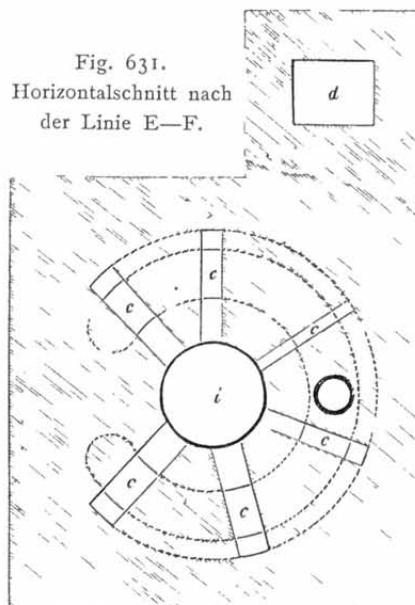 Fig. 631.
Horizontalschnitt nach
der Linie E—F.
d
c
c
c
i
c
c
c